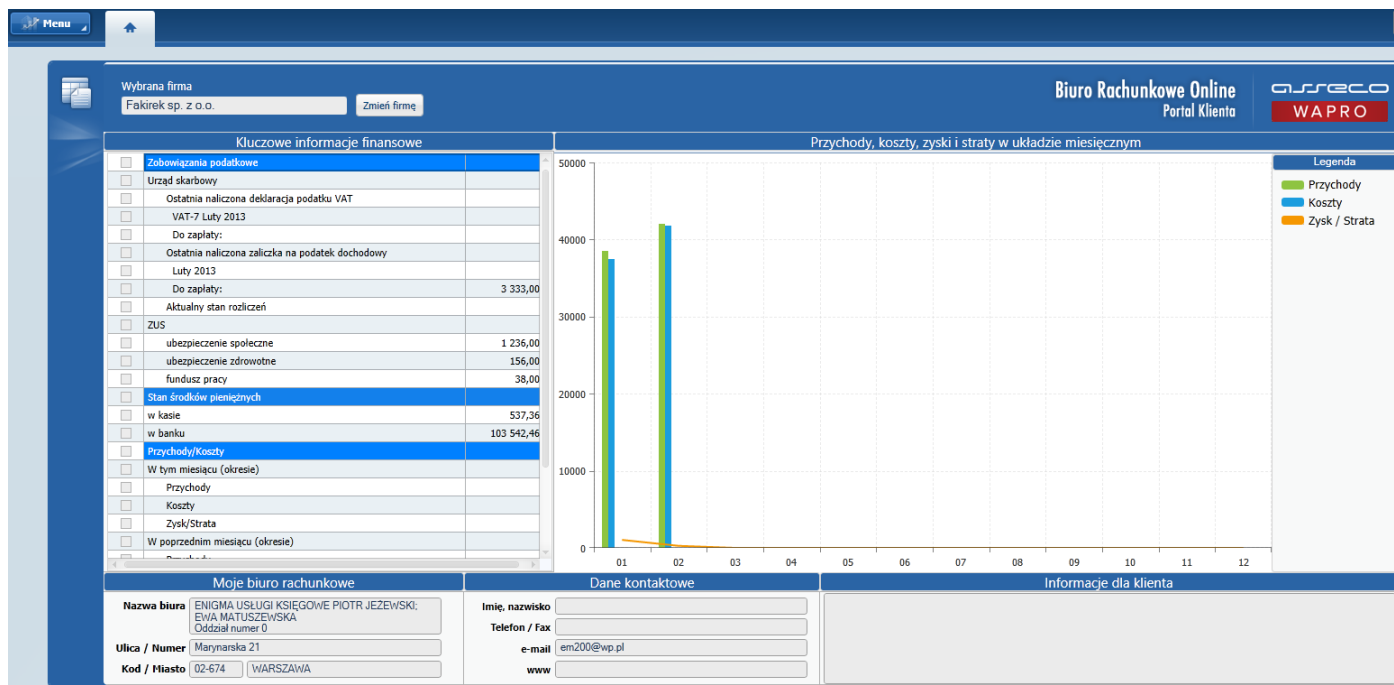 Menu
Wybrana firma
Fakirek sp. z o.o.
Zmień firmę
Biuro Rachunkowe Online
Portal Klienta
asseco
WAPRO
Kluczowe informacje finansowe
Zobowiązania podatkowe
Urząd skarbowy
Ostatnia naliczona deklaracja podatku VAT
VAT-7 Luty 2013
Do zapłaty:
Ostatnia naliczona zaliczka na podatek dochodowy
Luty 2013
Do zapłaty: 3 333,00
Aktualny stan rozliczeń
ZUS
ubezpieczenie społeczne 1 236,00
ubezpieczenie zdrowotne 156,00
fundusz pracy 38,00
Stan środków pieniężnych
w kasie 537,36
w banku 103 542,46
Przychody/Koszty
W tym miesiącu (okresie)
Przychody
Koszty
Zysk/Strata
W poprzednim miesiącu (okresie)
Przychody, koszty, zyski i straty w układzie miesięcznym
50000
40000
30000
20000
10000
0
01 02 03 04 05 06 07 08 09 10 11 12
Legenda
Przychody
Koszty
Zysk / Strata
Moje biuro rachunkowe
Nazwa biura ENIGMA USŁUGI KSIĘGOWE PIOTR JEŻEWSKI;
EWA MATUSZEWSKA
Oddział numer 0
Ulica / Numer Marynarska 21
Kod / Miasto 02-674 WARSZAWA
Dane kontaktowe
Imię, nazwisko
Telefon / Fax
e-mail em200@wp.pl
www
Informacje dla klienta